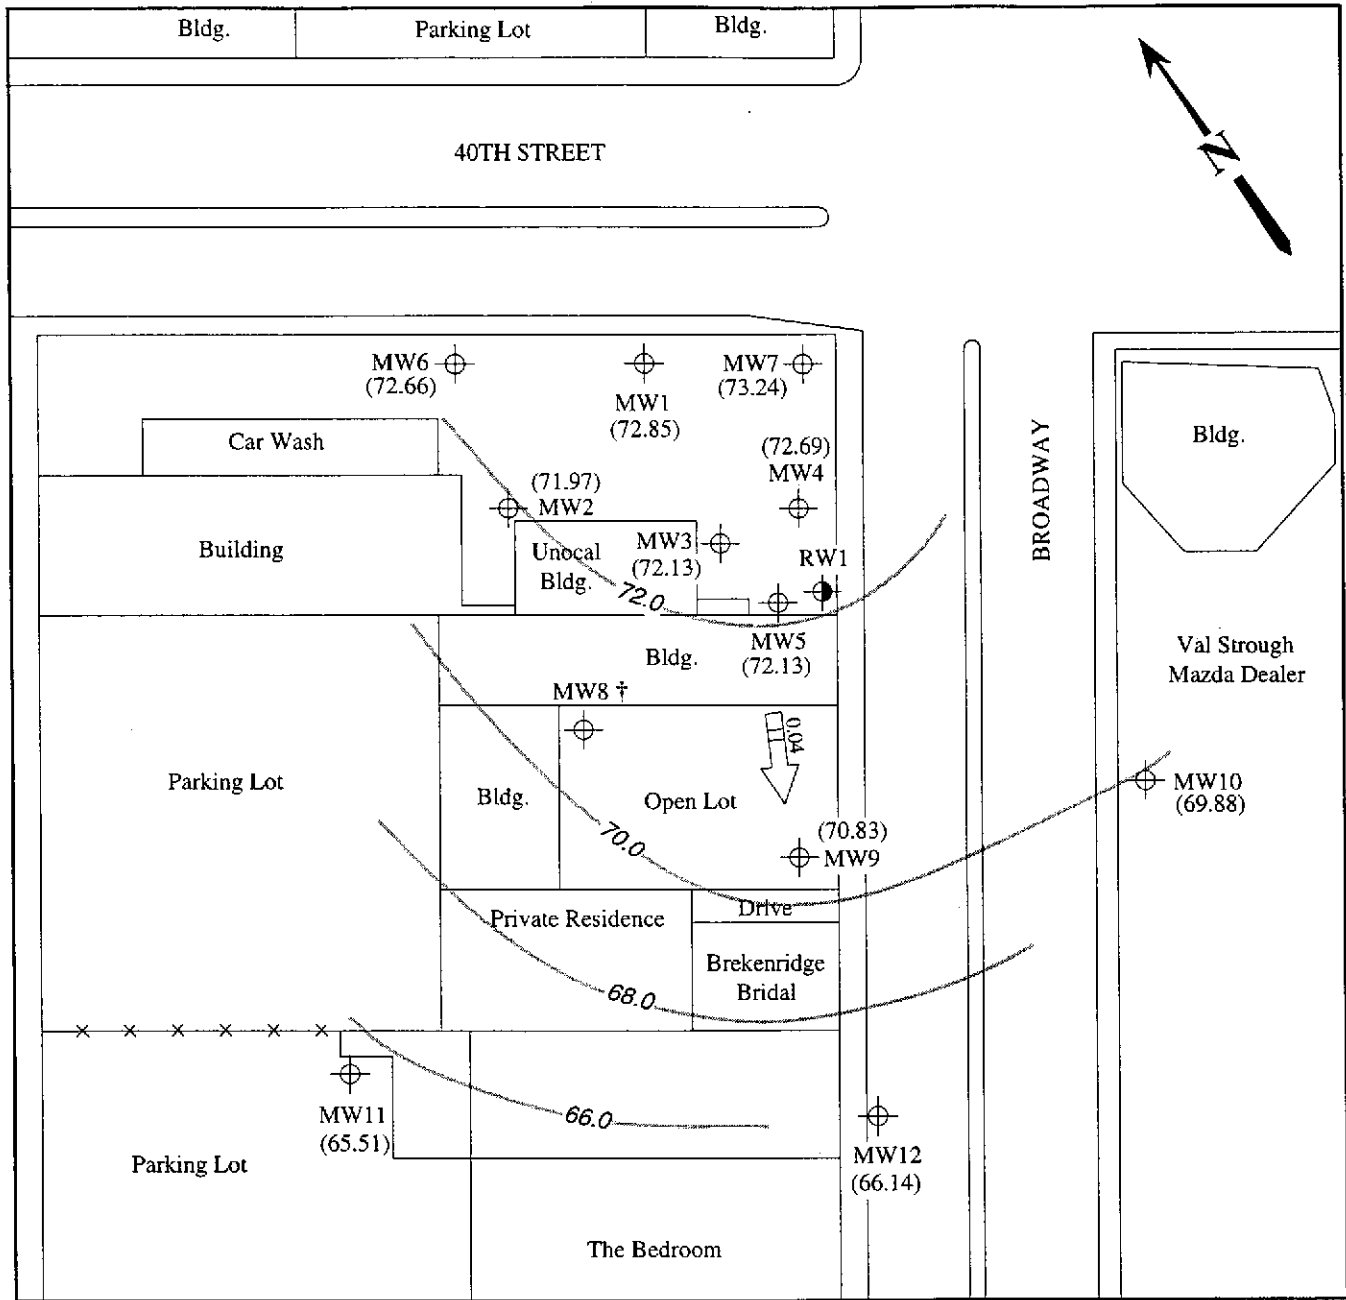 Bldg.
Parking Lot
Bldg.
40TH STREET
N
MW6
(72.66)
MW1
(72.85)
MW7
(73.24)
(72.69)
MW4
Car Wash
(71.97)
MW2
Building
Unocal
Bldg.
MW3
(72.13)
RW1
72.0
MW5
(72.13)
BROADWAY
Bldg.
Val Strough
Mazda Dealer
Bldg.
MW8 †
0.04
Parking Lot
Bldg.
Open Lot
70.0
(70.83)
MW9
MW10
(69.88)
Private Residence
Drive
Brekenridge
Bridal
68.0
MW11
(65.51)
66.0
MW12
(66.14)
Parking Lot
The Bedroom